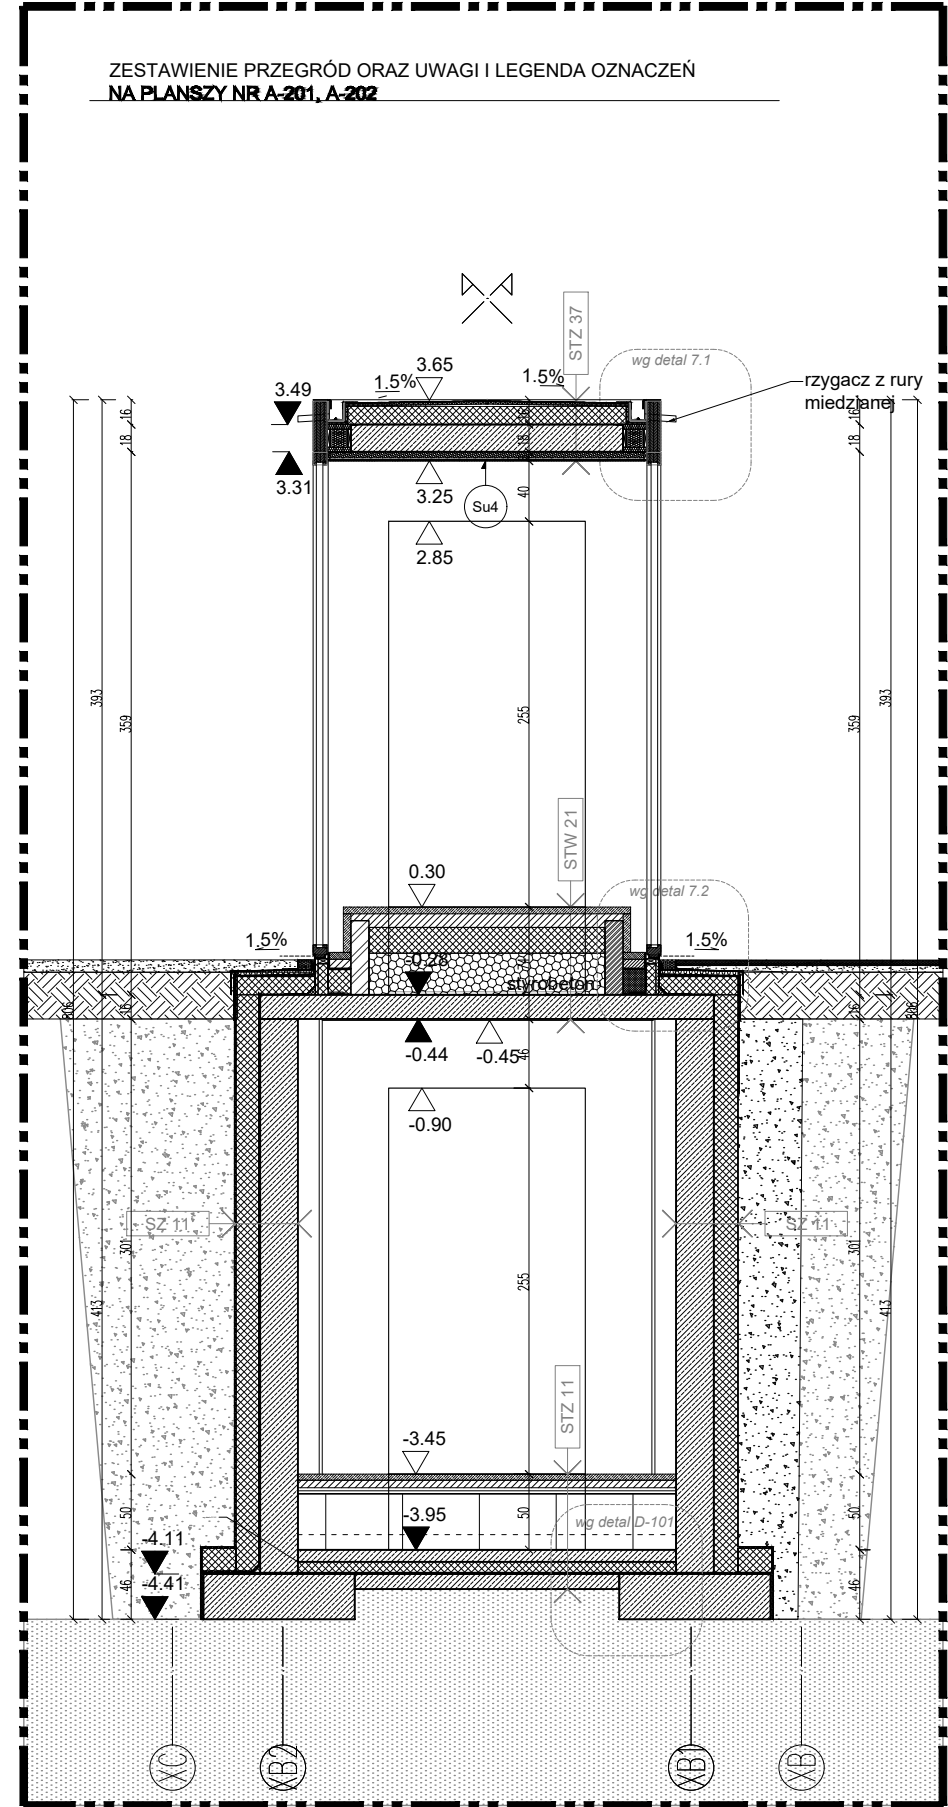 ZESTAWIENIE PRZEGRÓD ORAZ UWAGI I LEGENDA OZNACZEŃ
NA PLANSZY NR A-201, A-202
STZ 37
wg detal 7.1
3.65
1.5%
1.5%
3.49
rzygacz z rury
miedzianej
16
16
16
18
18
18
3.31
3.25
Su4
40
2.85
393
359
255
359
393
STW 21
0.30
wg detal 7.2
1.5%
1.5%
-0.28
50
styrobeton
806
16
16
806
-0.44
-0.45
46
-0.90
SZ 11
SZ 11
301
301
255
413
413
STZ 11
-3.45
50
-3.95
50
wg detal D-101
50
-4.11
-4.41
46
46
XC
XB2
XB1
XB